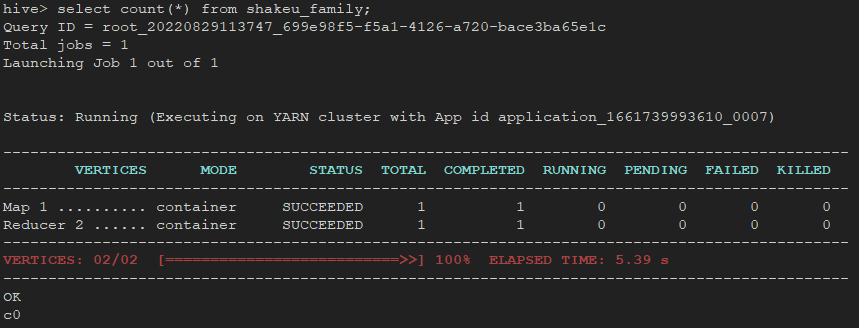 hive> select count(*) from shakeu_family;
Query ID = root_20220829113747_699e98f5-f5a1-4126-a720-bace3ba65e1c
Total jobs = 1
Launching Job 1 out of 1
Status: Running (Executing on YARN cluster with App id application_1661739993610_0007)
----------------------------------------------------------------------------------------------
VERTICES MODE STATUS TOTAL COMPLETED RUNNING PENDING FAILED KILLED
----------------------------------------------------------------------------------------------
Map 1 .......... container SUCCEEDED 1 1 0 0 0 0
Reducer 2 ...... container SUCCEEDED 1 1 0 0 0 0
----------------------------------------------------------------------------------------------
VERTICES: 02/02 [==========================>>] 100% ELAPSED TIME: 5.39 s
----------------------------------------------------------------------------------------------
OK
c0